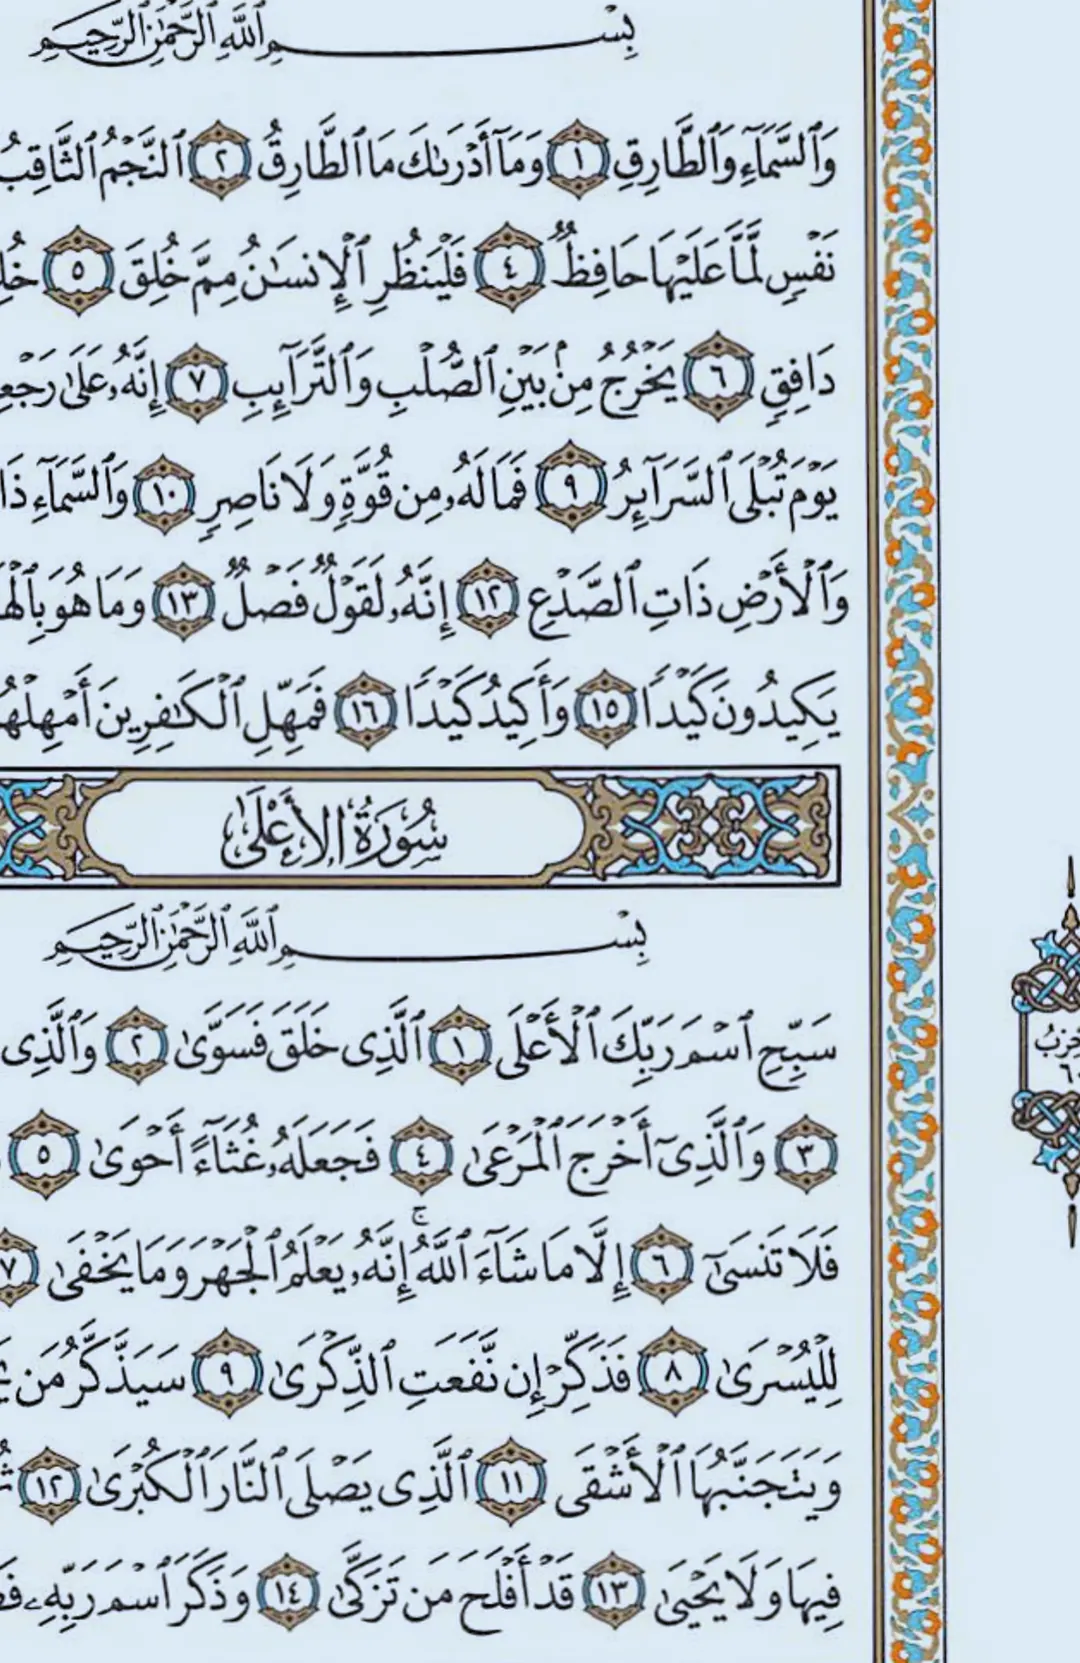 بِسْمِ ٱللَّهِ ٱلرَّحْمَٰنِ ٱلرَّحِيمِ
وَٱلسَّمَآءِ وَٱلطَّارِقِ ١ وَمَآ أَدْرَىٰكَ مَا ٱلطَّارِقُ ٢ ٱلنَّجْمُ ٱلثَّاقِبُ
نَفْسٍ لَّمَّا عَلَيْهَا حَافِظٌ ٤ فَلْيَنظُرِ ٱلْإِنسَٰنُ مِمَّ خُلِقَ ٥
دَافِقٍ ٦ يَخْرُجُ مِنۢ بَيْنِ ٱلصُّلْبِ وَٱلتَّرَآئِبِ ٧ إِنَّهُۥ عَلَىٰ
يَوْمَ تُبْلَى ٱلسَّرَآئِرُ ٩ فَمَا لَهُۥ مِن قُوَّةٍ وَلَا نَاصِرٍ ١٠ وَٱلسَّمَآءِ
وَٱلْأَرْضِ ذَاتِ ٱلصَّدْعِ ١٢ إِنَّهُۥ لَقَوْلٌ فَصْلٌ ١٣ وَمَا هُوَ
يَكِيدُونَ كَيْدًا ١٥ وَأَكِيدُ كَيْدًا ١٦ فَمَهِّلِ ٱلْكَٰفِرِينَ
سُورَةُ الأَعْلَىٰ
بِسْمِ ٱللَّهِ ٱلرَّحْمَٰنِ ٱلرَّحِيمِ
سَبِّحِ ٱسْمَ رَبِّكَ ٱلْأَعْلَى ١ ٱلَّذِى خَلَقَ فَسَوَّىٰ ٢ وَٱلَّذِى
٣ وَٱلَّذِىٓ أَخْرَجَ ٱلْمَرْعَىٰ ٤ فَجَعَلَهُۥ غُثَآءً أَحْوَىٰ ٥
فَلَا تَنسَىٰٓ ٦ إِلَّا مَا شَآءَ ٱللَّهُ ۚ إِنَّهُۥ يَعْلَمُ ٱلْجَهْرَ وَمَا يَخْفَىٰ ٧
لِلْيُسْرَىٰ ٨ فَذَكِّرْ إِن نَّفَعَتِ ٱلذِّكْرَىٰ ٩ سَيَذَّكَّرُ مَن
وَيَتَجَنَّبُهَا ٱلْأَشْقَى ١١ ٱلَّذِى يَصْلَى ٱلنَّارَ ٱلْكُبْرَىٰ ١٢
فِيهَا وَلَا يَحْيَىٰ ١٣ قَدْ أَفْلَحَ مَن تَزَكَّىٰ ١٤ وَذَكَرَ ٱسْمَ رَبِّهِۦ